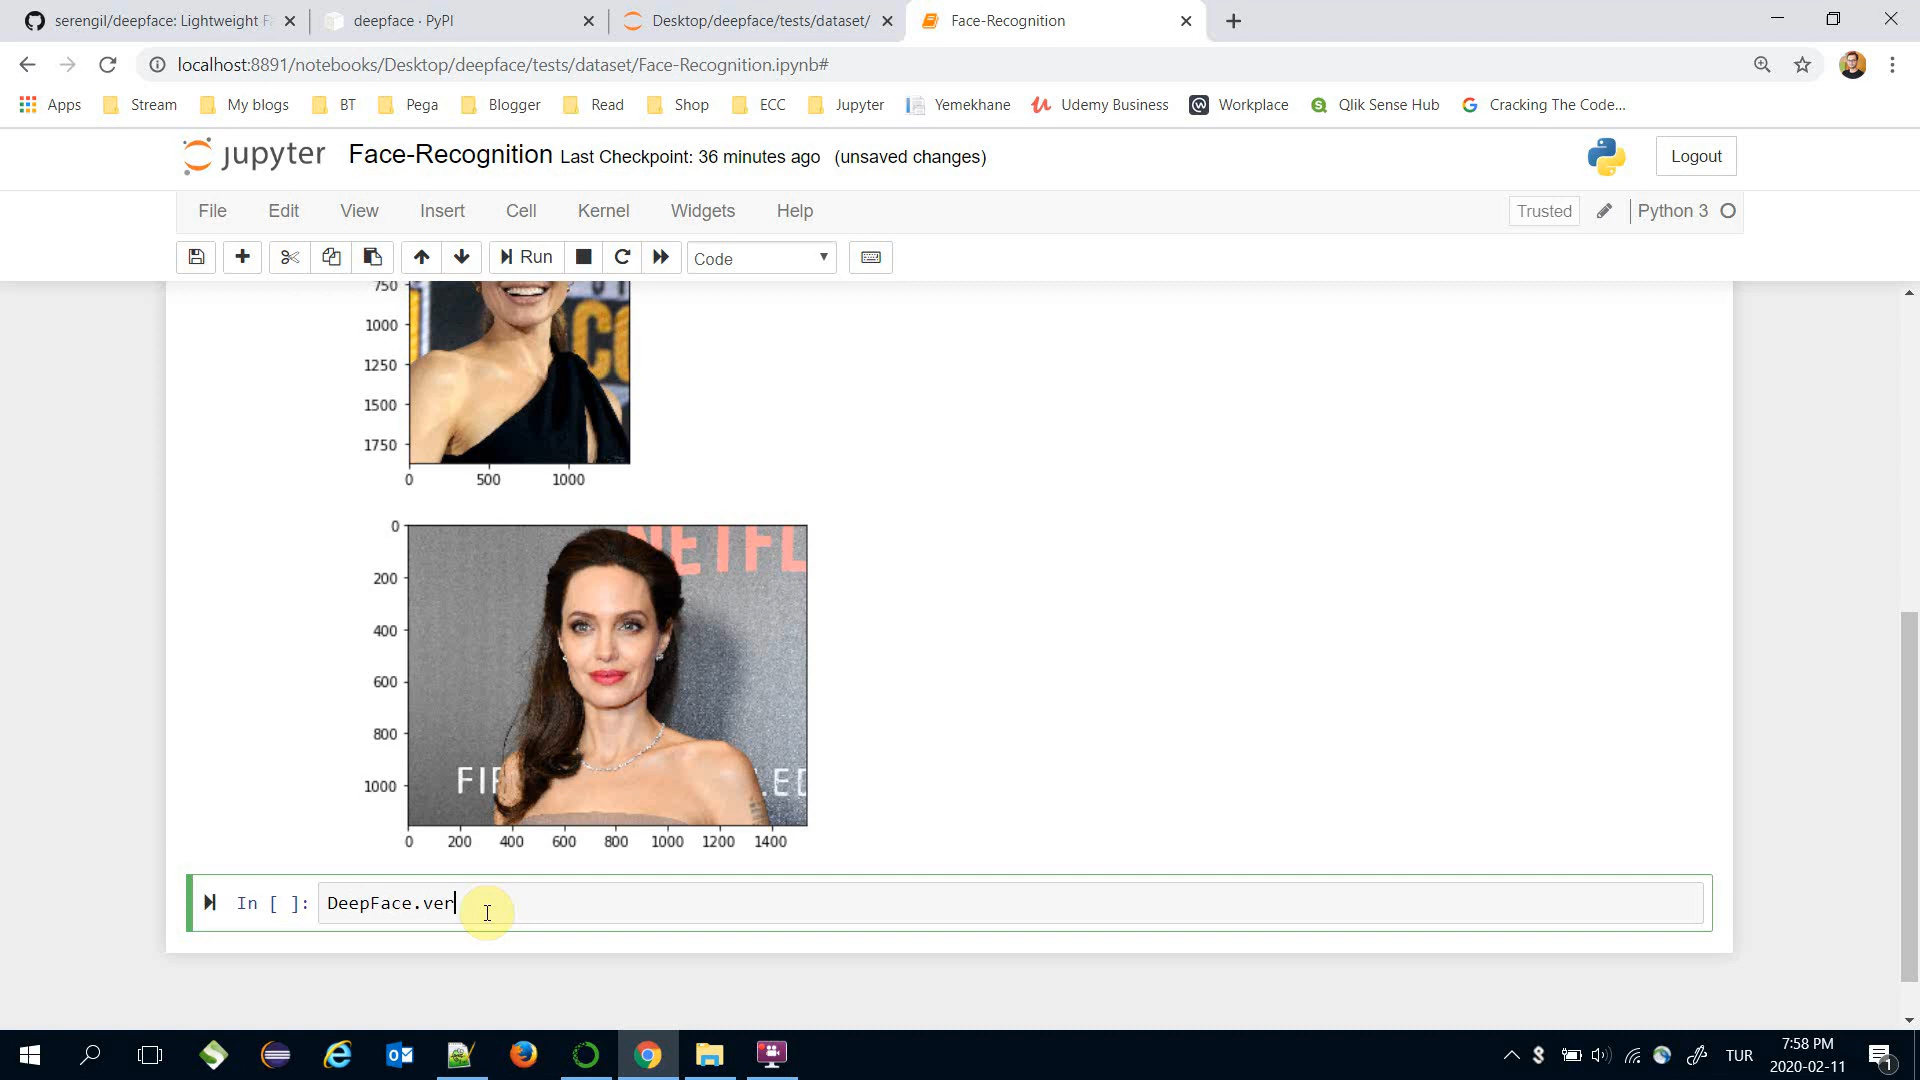 serengil/deepface: Lightweight F
deepface · PyPI
Desktop/deepface/tests/dataset/
Face-Recognition
localhost:8891/notebooks/Desktop/deepface/tests/dataset/Face-Recognition.ipynb#
Apps Stream My blogs BT Pega Blogger Read Shop ECC Jupyter Yemekhane Udemy Business Workplace Qlik Sense Hub Cracking The Code...
jupyter Face-Recognition Last Checkpoint: 36 minutes ago (unsaved changes)
Logout
File Edit View Insert Cell Kernel Widgets Help
Trusted Python 3
Run Code
750
1000
1250
1500
1750
0 500 1000
0
200
400
600
800
1000
NETFL
FIR
LED
0 200 400 600 800 1000 1200 1400
In [ ]: DeepFace.ver
TUR
7:58 PM
2020-02-11
1